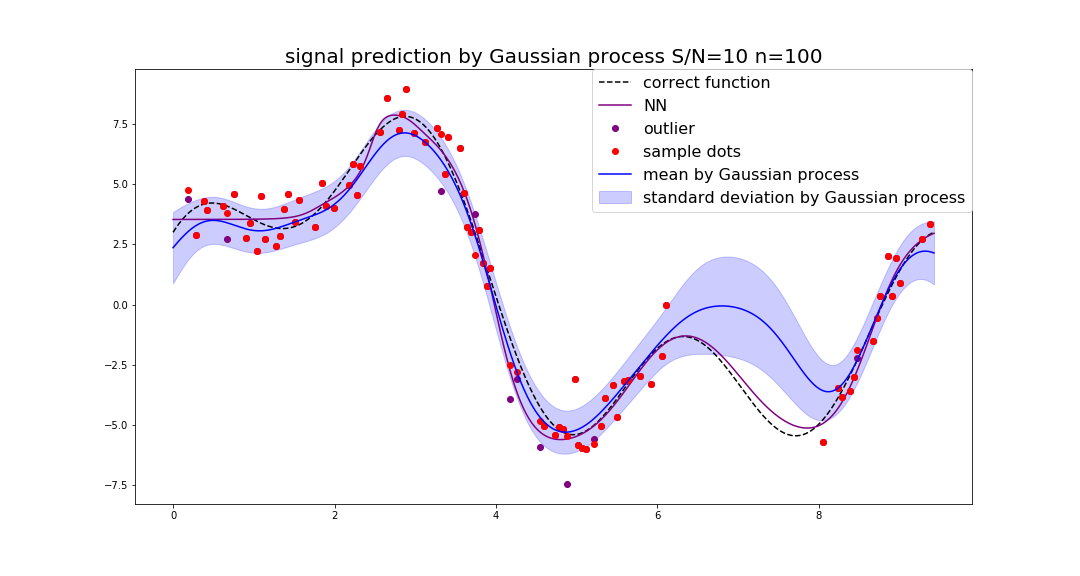 signal prediction by Gaussian process S/N=10 n=100
correct function
NN
outlier
sample dots
mean by Gaussian process
standard deviation by Gaussian process
7.5
5.0
2.5
0.0
−2.5
−5.0
−7.5
0 2 4 6 8